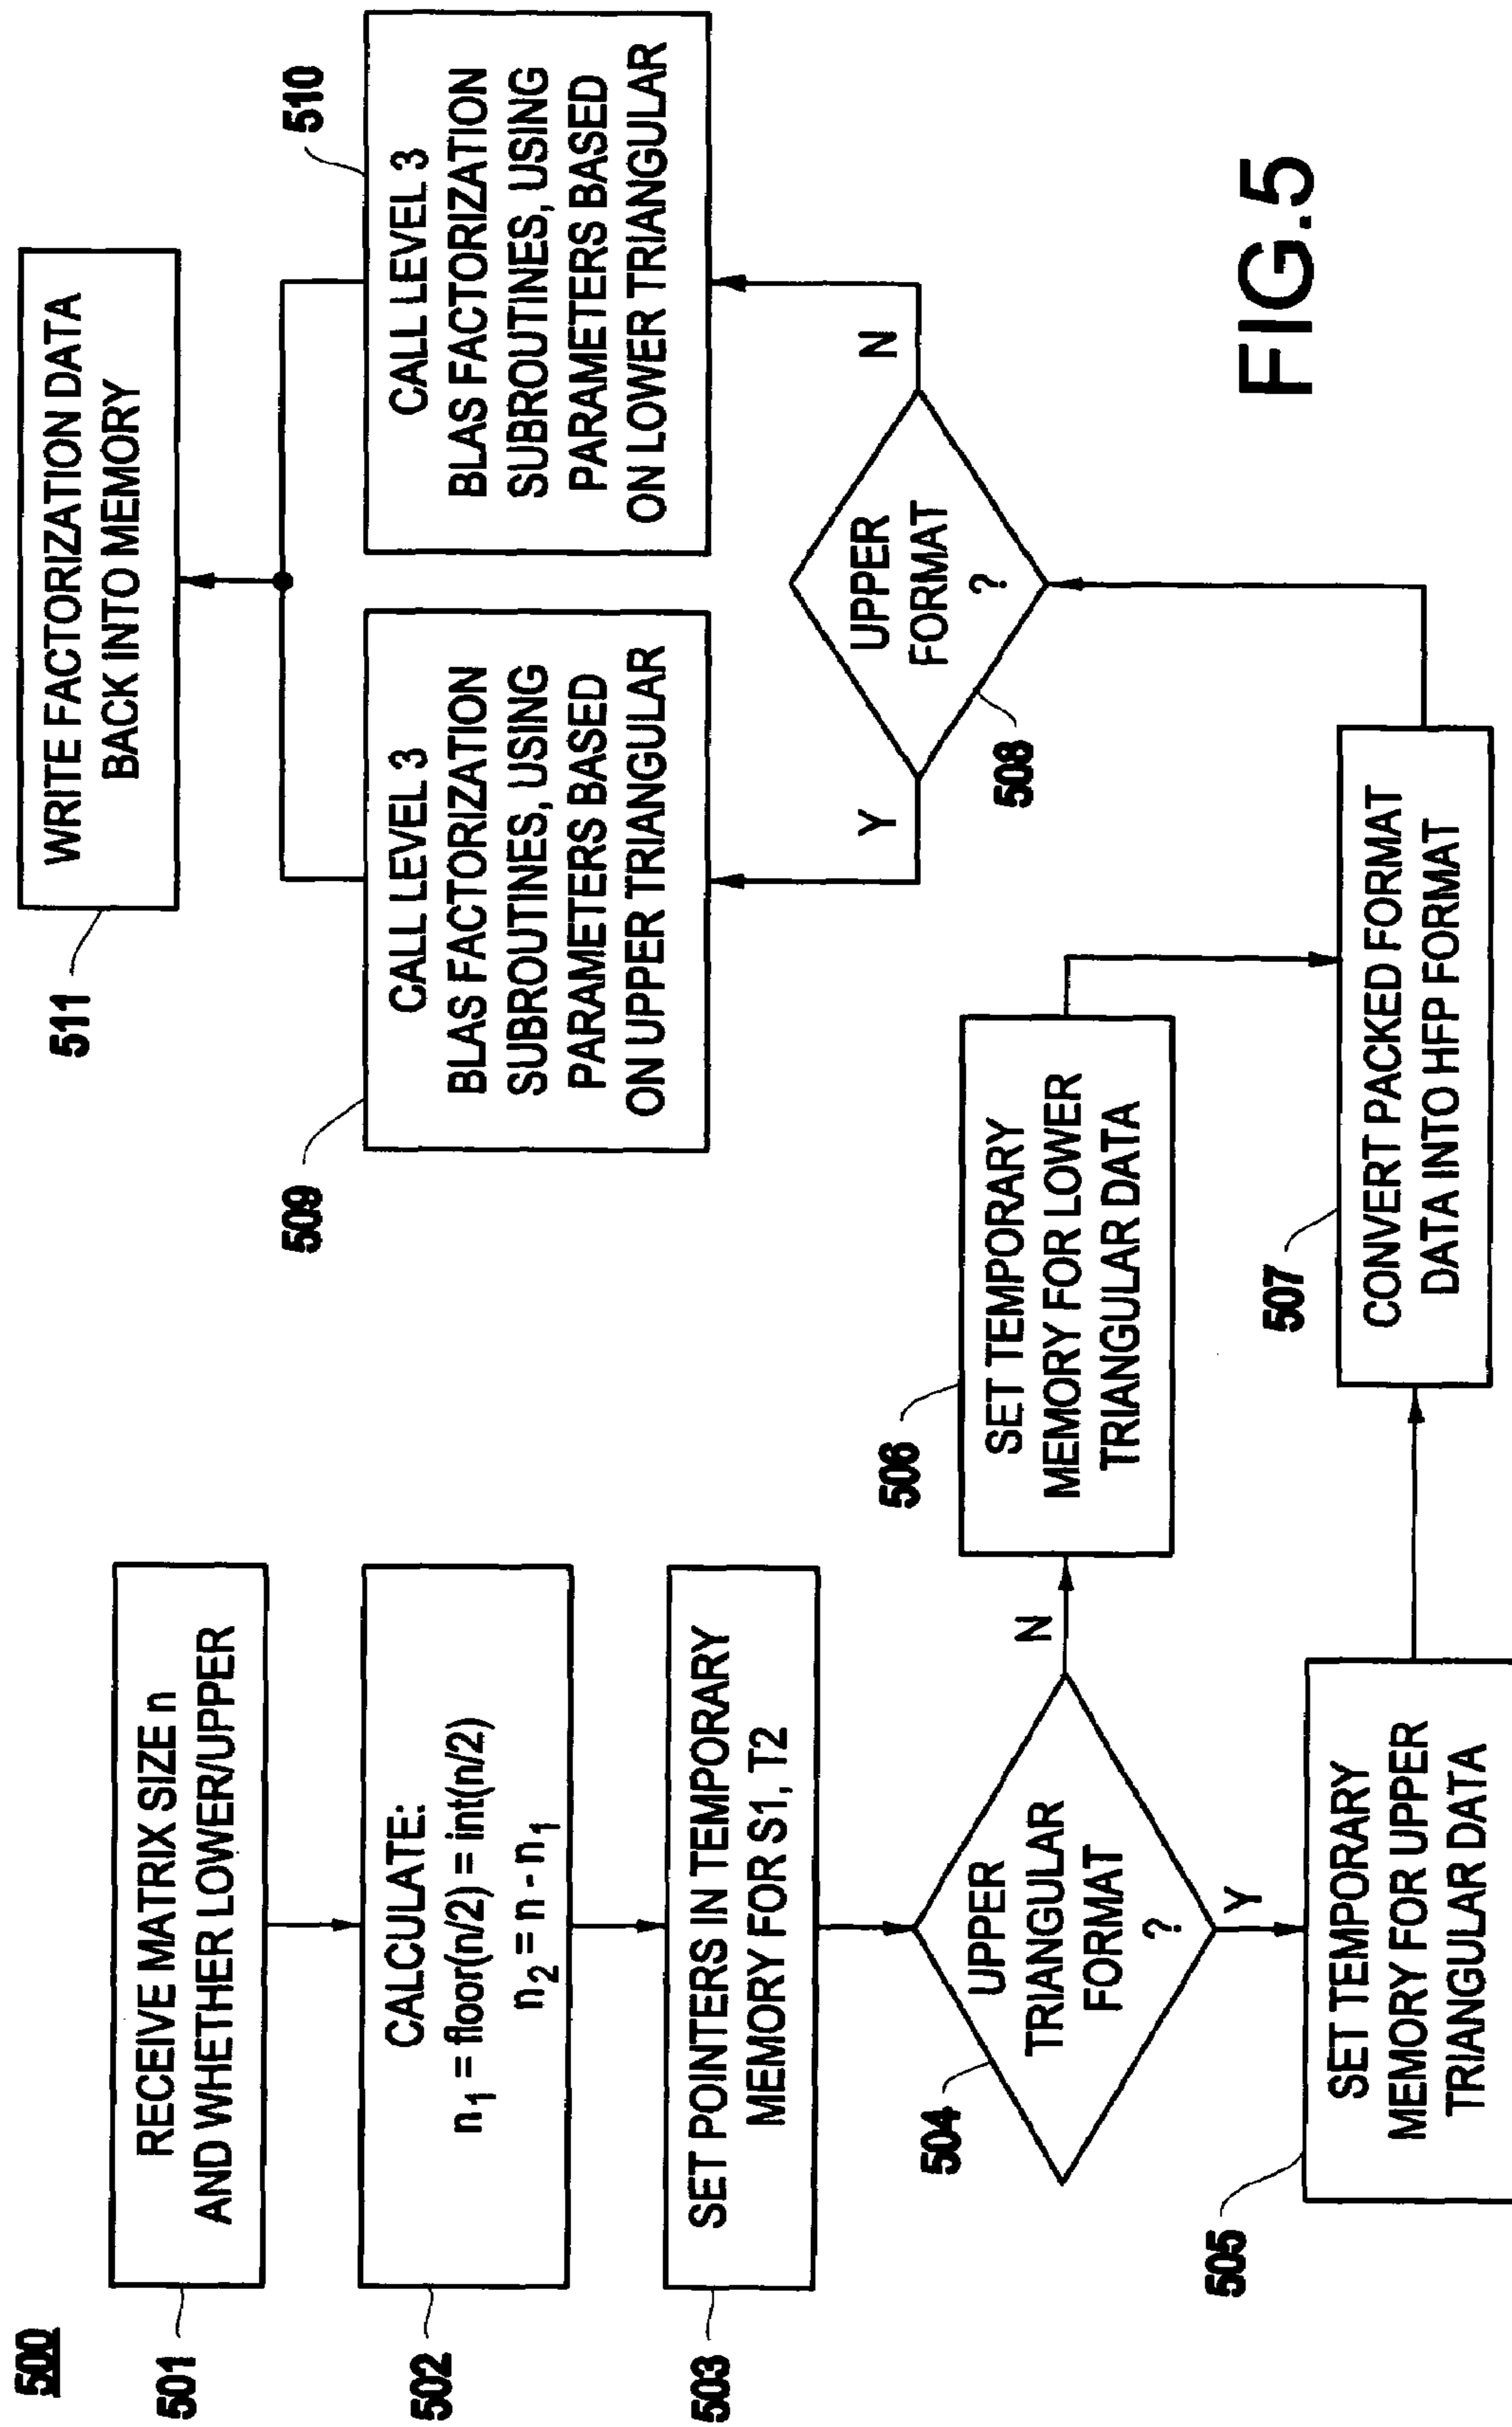 500
501
RECEIVE MATRIX SIZE n
AND WHETHER LOWER/UPPER
502
CALCULATE:
n1 = floor(n/2) = int(n/2)
n2 = n - n1
503
SET POINTERS IN TEMPORARY
MEMORY FOR S1, T2
504
UPPER
TRIANGULAR
FORMAT
?
N
Y
505
SET TEMPORARY
MEMORY FOR UPPER
TRIANGULAR DATA
506
SET TEMPORARY
MEMORY FOR LOWER
TRIANGULAR DATA
507
CONVERT PACKED FORMAT
DATA INTO HFP FORMAT
508
UPPER
FORMAT
?
Y
N
509
CALL LEVEL 3
BLAS FACTORIZATION
SUBROUTINES, USING
PARAMETERS BASED
ON UPPER TRIANGULAR
510
CALL LEVEL 3
BLAS FACTORIZATION
SUBROUTINES, USING
PARAMETERS BASED
ON LOWER TRIANGULAR
511
WRITE FACTORIZATION DATA
BACK INTO MEMORY
FIG.5